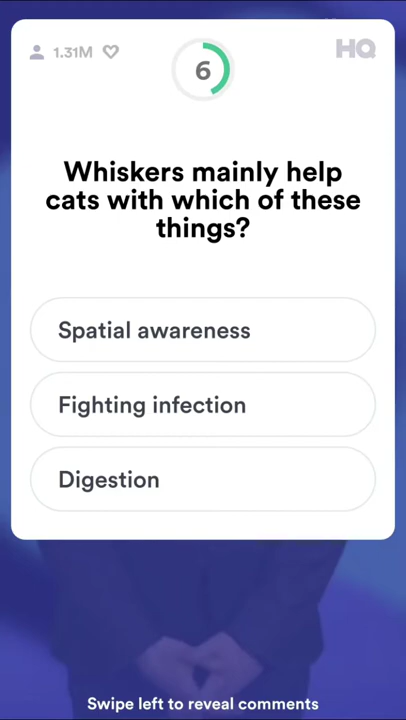 1.31M
6
HQ
Whiskers mainly help
cats with which of these
things?
Spatial awareness
Fighting infection
Digestion
Swipe left to reveal comments